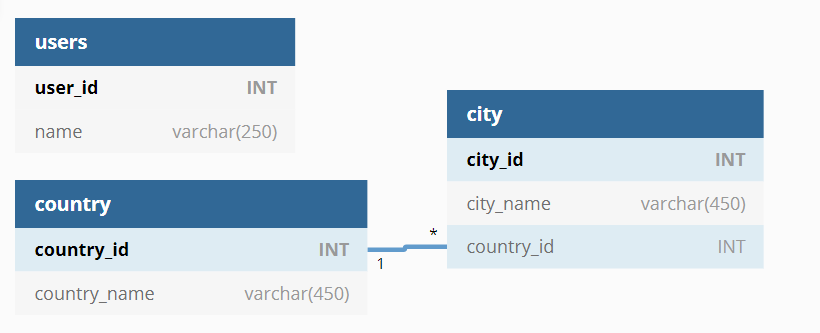 users
user_id INT
name varchar(250)
country
country_id INT
country_name varchar(450)
1
*
city
city_id INT
city_name varchar(450)
country_id INT